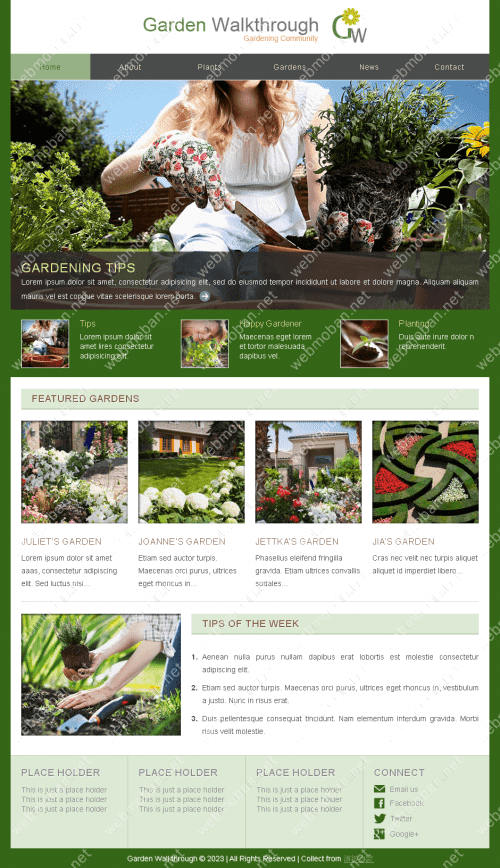 Garden Walkthrough
Gardening Community
GW
Home About Plants Gardens News Contact
GARDENING TIPS
Lorem ipsum dolor sit amet, consectetur adipisicing elit, sed do eiusmod tempor incididunt ut labore et dolore magna. Aliquam aliquam
mauris vel est congue vitae scelerisque lorem porta.
Tips
Lorem ipsum dolor sit
amet lires comsectetur
adipisicing elit.
Happy Gardener
Maecenas eget lorem
et tortor malesuada
dapibus vel.
Planting
Duis aute irure dolor n
reprehenderit.
FEATURED GARDENS
JULIET'S GARDEN
Lorem ipsum dolor sit amet
aaas, consectetur adipiscing
elit. Sed luctus nisi...
JOANNE'S GARDEN
Etiam sed auctor turpis.
Maecenas orci purus, ultrices
eget rhoncus in...
JETTKA'S GARDEN
Phasellus eleifend fringilla
gravida. Etiam ultrices convallis
sodales...
JIA'S GARDEN
Cras nec velit nec turpis aliquet
aliquet id imperdiet libero...
TIPS OF THE WEEK
1. Aenean nulla purus nullam dapibus erat lobortis est molestie consectetur
adipiscing elit.
2. Etiam sed auctor turpis. Maecenas orci purus, ultrices eget rhoncus in, vestibulum
a justo. Nunc in risus erat.
3. Duis pellentesque consequat tincidunt. Nam elementum interdum gravida. Morbi
risus velit molestie.
PLACE HOLDER
This is just a place holder
This is just a place holder
This is just a place holder
PLACE HOLDER
This is just a place holder
This is just a place holder
This is just a place holder
PLACE HOLDER
This is just a place holder
This is just a place holder
This is just a place holder
CONNECT
Email us
Facebook
Twitter
Google+
Garden Walkthrough © 2023 | All Rights Reserved | Collect from
webmoban.net